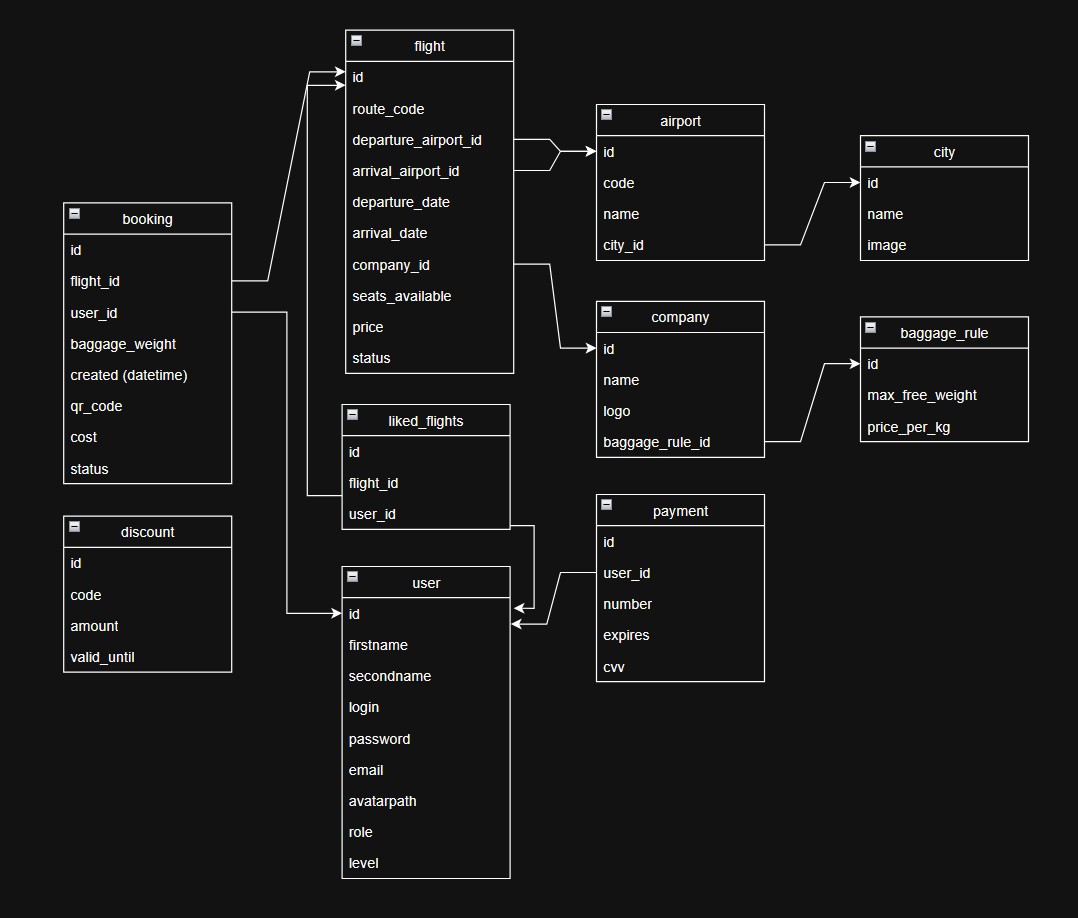 flight
id
route_code
departure_airport_id
arrival_airport_id
departure_date
arrival_date
company_id
seats_available
price
status
airport
id
code
name
city_id
city
id
name
image
booking
id
flight_id
user_id
baggage_weight
created (datetime)
qr_code
cost
status
company
id
name
logo
baggage_rule_id
baggage_rule
id
max_free_weight
price_per_kg
liked_flights
id
flight_id
user_id
payment
id
user_id
number
expires
cvv
discount
id
code
amount
valid_until
user
id
firstname
secondname
login
password
email
avatarpath
role
level